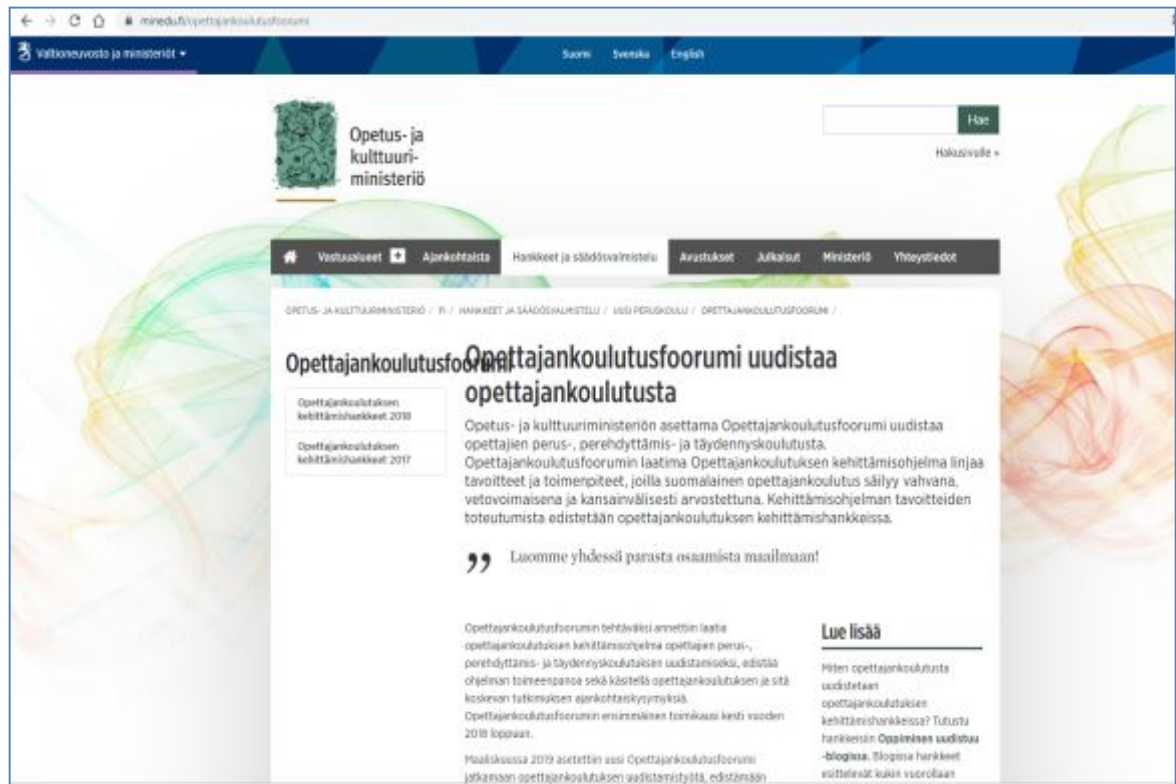 minedu.fi/opettajankoulutusfoorumi
Valtioneuvosto ja ministeriöt
Suomi Svenska English
Opetus- ja
kulttuuri-
ministeriö
Hae
Hakusivulle »
Vastuualueet + Ajankohtaista Hankkeet ja säädösvalmistelu Avustukset Julkaisut Ministeriö Yhteystiedot
OPETUS- JA KULTTUURIMINISTERIÖ / FI / HANKKEET JA SÄÄDÖSVALMISTELU / UUSI PERUSKOULU / OPETTAJANKOULUTUSFOORUMI /
Opettajankoulutusfoorumi
Opettajankoulutuksen
kehittämishankkeet 2018
Opettajankoulutuksen
kehittämishankkeet 2017
Opettajankoulutusfoorumi uudistaa
opettajankoulutusta
Opetus- ja kulttuuriministeriön asettama Opettajankoulutusfoorumi uudistaa
opettajien perus-, perehdyttämis- ja täydennyskoulutusta.
Opettajankoulutusfoorumin laatima Opettajankoulutuksen kehittämisohjelma linjaa
tavoitteet ja toimenpiteet, joilla suomalainen opettajankoulutus säilyy vahvana,
vetovoimaisena ja kansainvälisesti arvostettuna. Kehittämisohjelman tavoitteiden
toteutumista edistetään opettajankoulutuksen kehittämishankkeissa.
” Luomme yhdessä parasta osaamista maailmaan!
Opettajankoulutusfoorumin tehtäväksi annettiin laatia
opettajankoulutuksen kehittämisohjelma opettajien perus-,
perehdyttämis- ja täydennyskoulutuksen uudistamiseksi, edistää
ohjelman toimeenpanoa sekä käsitellä opettajankoulutuksen ja sitä
koskevan tutkimuksen ajankohtaiskysymyksiä.
Opettajankoulutusfoorumin ensimmäinen toimikausi kesti vuoden
2018 loppuun.
Maaliskuussa 2019 asetettiin uusi Opettajankoulutusfoorumi
jatkamaan opettajankoulutuksen uudistamistyötä, edistämään
Lue lisää
Miten opettajankoulutusta
uudistetaan
opettajankoulutuksen
kehittämishankkeissa? Tutustu
hankkeisiin Oppiminen uudistuu
-blogissa. Blogissa hankkeet
esittelevät kukin vuorollaan